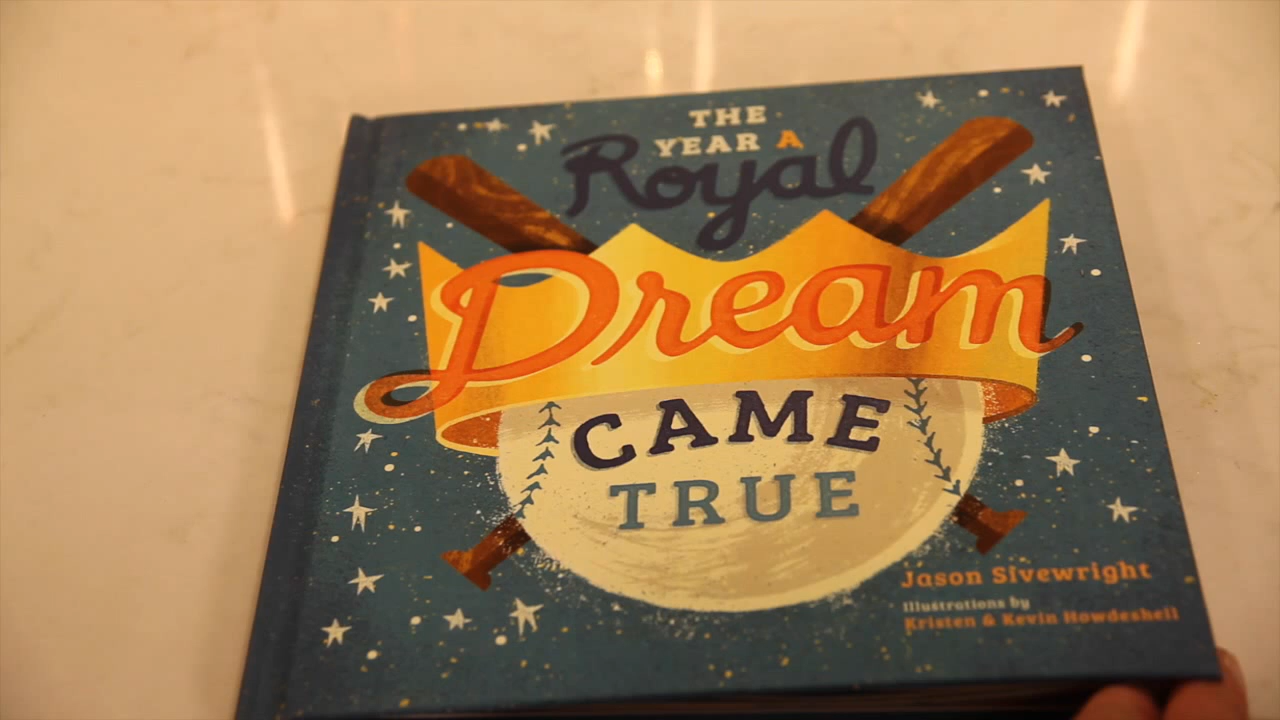 THE
YEAR A
Royal
Dream
CAME
TRUE
Jason Sivewright
Illustrations by
Kristen & Kevin Howdeshell